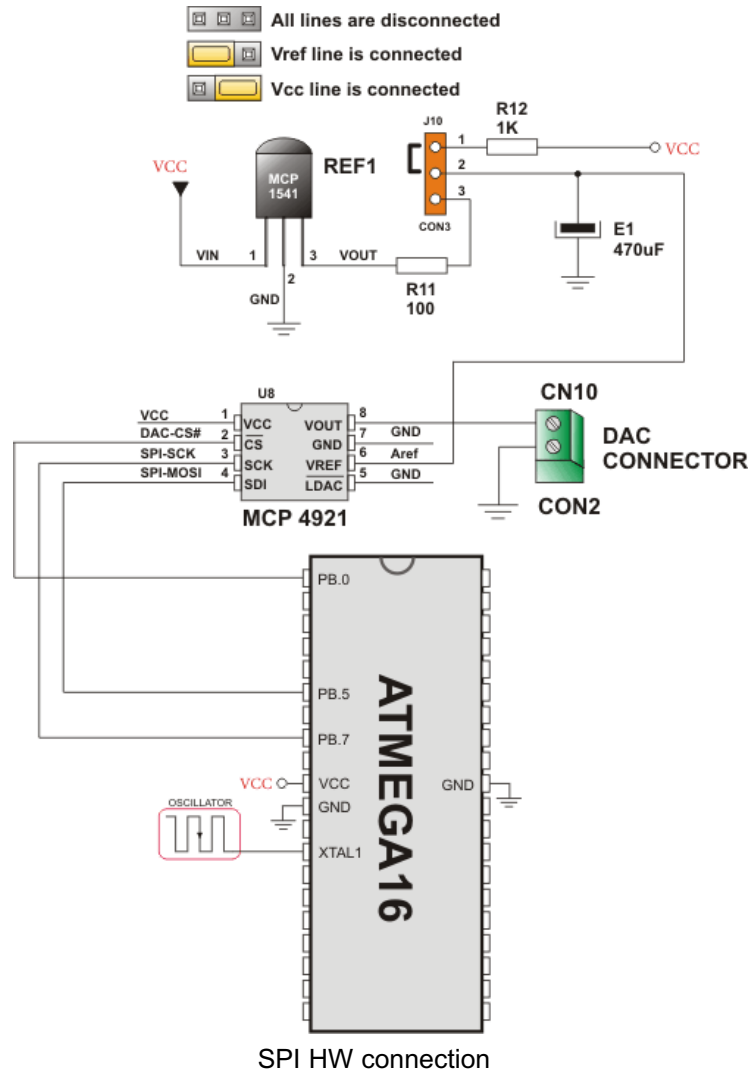 All lines are disconnected
Vref line is connected
Vcc line is connected
R12
1K
J10
1
VCC
2
3
CON3
VCC
MCP
1541
REF1
E1
470uF
VIN
1
2
3
VOUT
GND
R11
100
U8
VCC
1
VCC
VOUT
8
DAC-CS#
2
CS
GND
7
GND
SPI-SCK
3
SCK
VREF
6
Aref
SPI-MOSI
4
SDI
LDAC
5
GND
MCP 4921
CN10
DAC
CONNECTOR
CON2
PB.0
PB.5
PB.7
VCC
VCC
GND
GND
OSCILLATOR
XTAL1
ATMEGA16
SPI HW connection